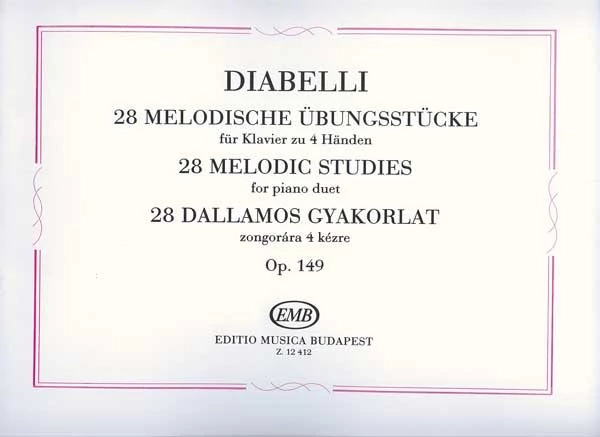 DIABELLI
28 MELODISCHE ÜBUNGSSTÜCKE
für Klavier zu 4 Händen
28 MELODIC STUDIES
for piano duet
28 DALLAMOS GYAKORLAT
zongorára 4 kézre
Op. 149
EMB
EDITIO MUSICA BUDAPEST
Z. 12 412